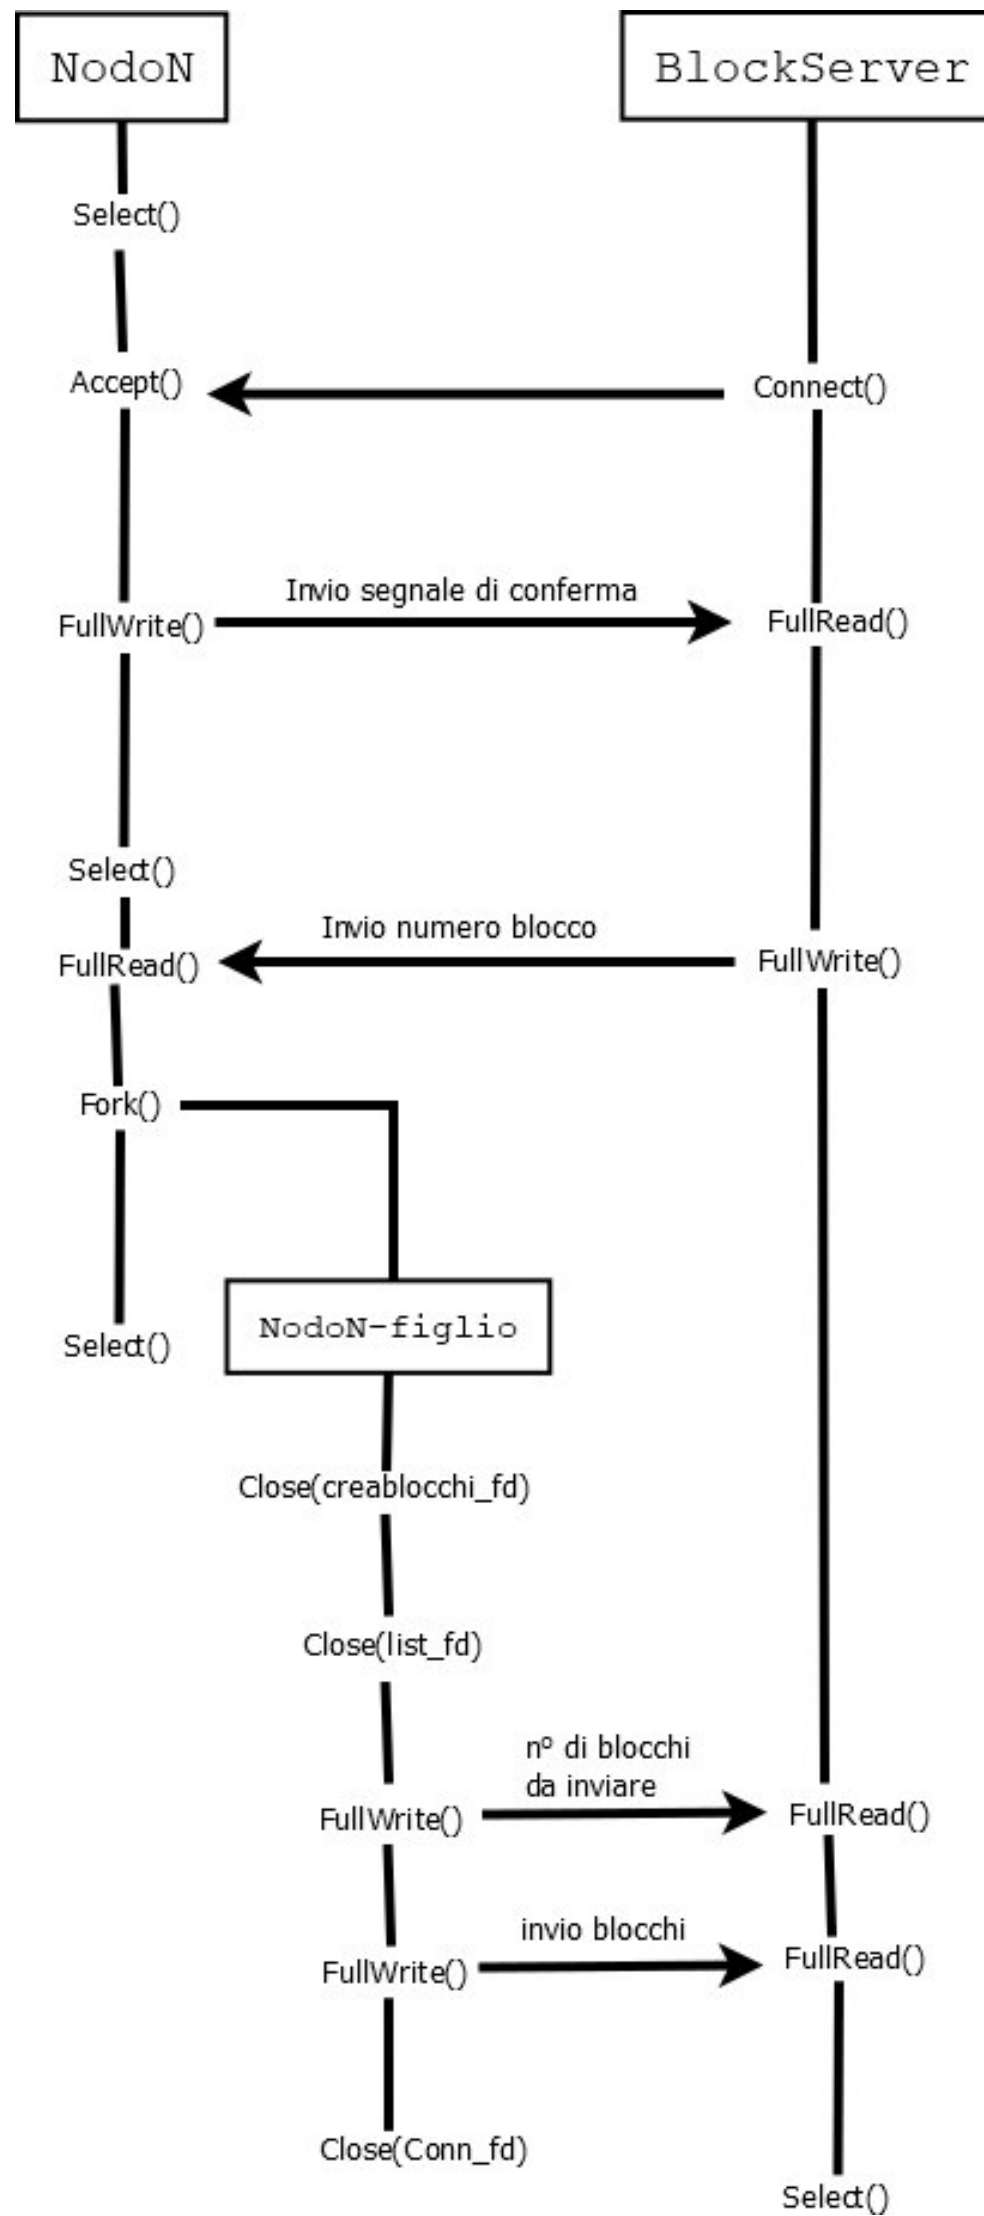 NodoN
BlockServer
Select()
Accept()
Connect()
Invio segnale di conferma
FullWrite()
FullRead()
Select()
Invio numero blocco
FullRead()
FullWrite()
Fork()
NodoN-figlio
Select()
Close(creablocchi_fd)
Close(list_fd)
nº di blocchi
da inviare
FullWrite()
FullRead()
invio blocchi
FullWrite()
FullRead()
Close(Conn_fd)
Select()